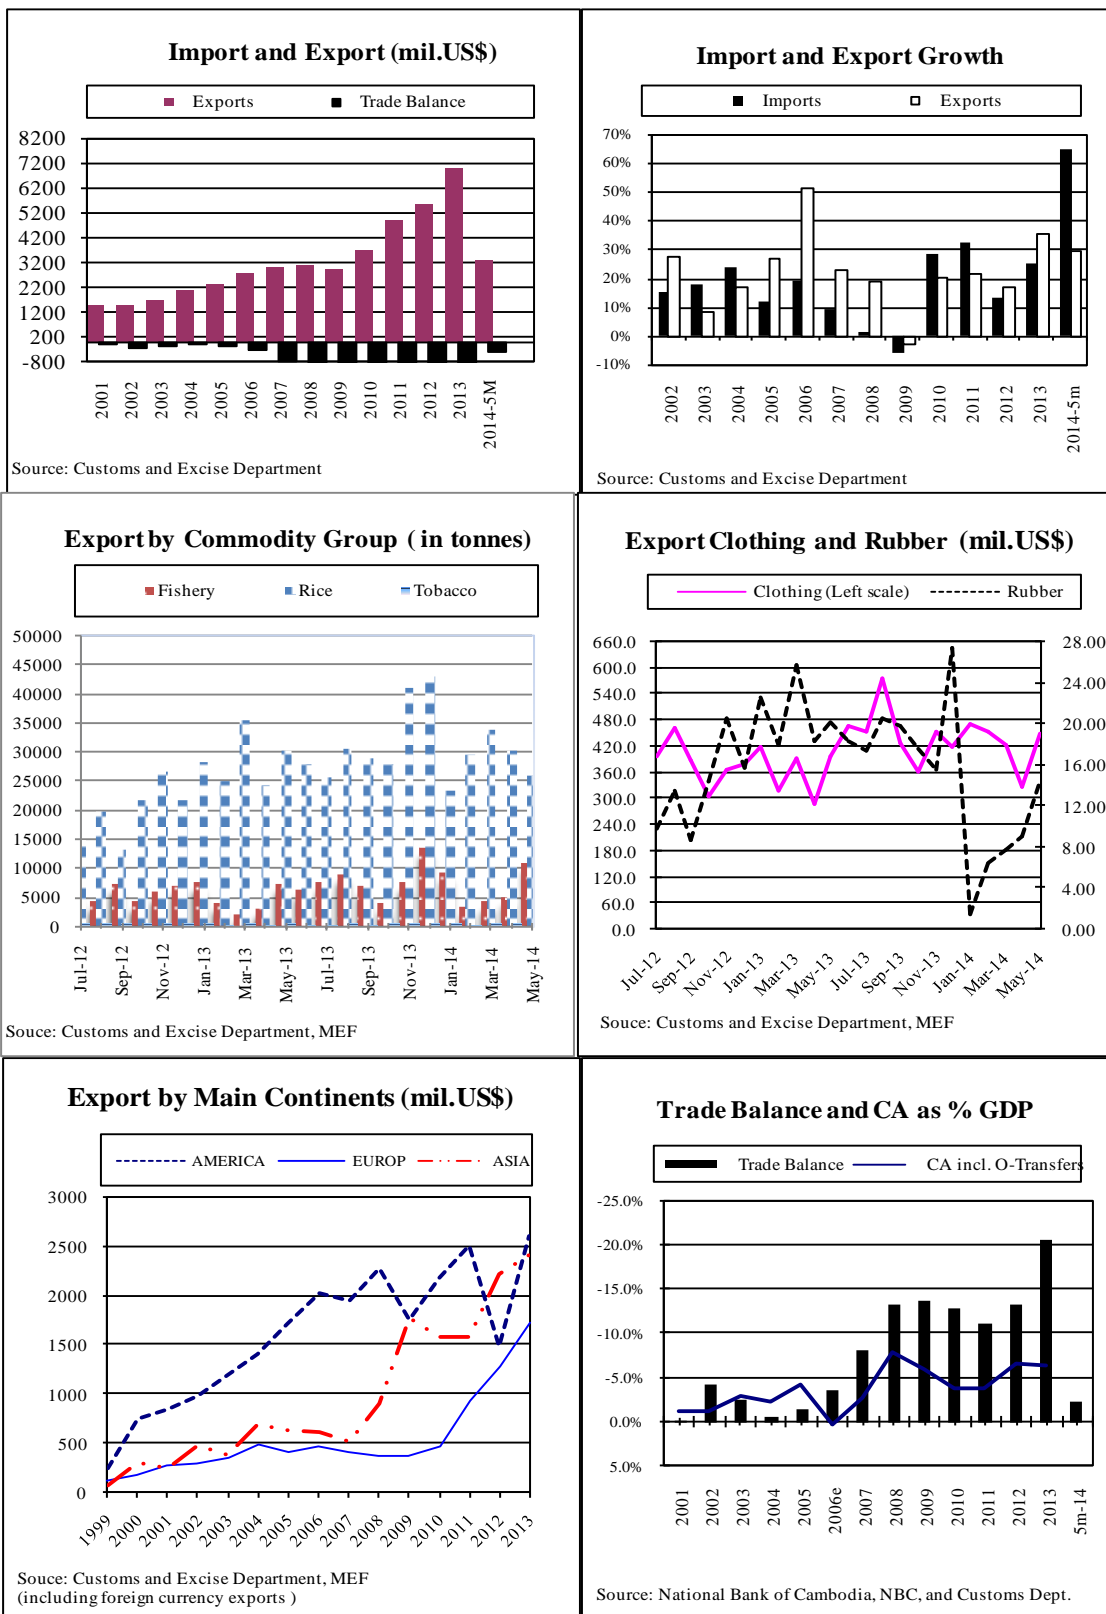 Import and Export (mil.US$)
Exports
Trade Balance
8200
7200
6200
5200
4200
3200
2200
1200
200
-800
2001
2002
2003
2004
2005
2006
2007
2008
2009
2010
2011
2012
2013
2014-5M
Source: Customs and Excise Department
Import and Export Growth
Imports
Exports
70%
60%
50%
40%
30%
20%
10%
0%
-10%
2002
2003
2004
2005
2006
2007
2008
2009
2010
2011
2012
2013
2014-5m
Source: Customs and Excise Department
Export by Commodity Group ( in tonnes)
Fishery
Rice
Tobacco
50000
45000
40000
35000
30000
25000
20000
15000
10000
5000
0
Jul-12
Sep-12
Nov-12
Jan-13
Mar-13
May-13
Jul-13
Sep-13
Nov-13
Jan-14
Mar-14
May-14
Souce: Customs and Excise Department, MEF
Export Clothing and Rubber (mil.US$)
Clothing (Left scale)
Rubber
660.0
600.0
540.0
480.0
420.0
360.0
300.0
240.0
180.0
120.0
60.0
0.0
28.00
24.00
20.00
16.00
12.00
8.00
4.00
0.00
Jul-12
Sep-12
Nov-12
Jan-13
Mar-13
May-13
Jul-13
Sep-13
Nov-13
Jan-14
Mar-14
May-14
Souce: Customs and Excise Department, MEF
Export by Main Continents (mil.US$)
AMERICA
EUROP
ASIA
3000
2500
2000
1500
1000
500
0
1999
2000
2001
2002
2003
2004
2005
2006
2007
2008
2009
2010
2011
2012
2013
Souce: Customs and Excise Department, MEF
(including foreign currency exports )
Trade Balance and CA as % GDP
Trade Balance
CA incl. O-Transfers
-25.0%
-20.0%
-15.0%
-10.0%
-5.0%
0.0%
5.0%
2001
2002
2003
2004
2005
2006e
2007
2008
2009
2010
2011
2012
2013
5m-14
Source: National Bank of Cambodia, NBC, and Customs Dept.